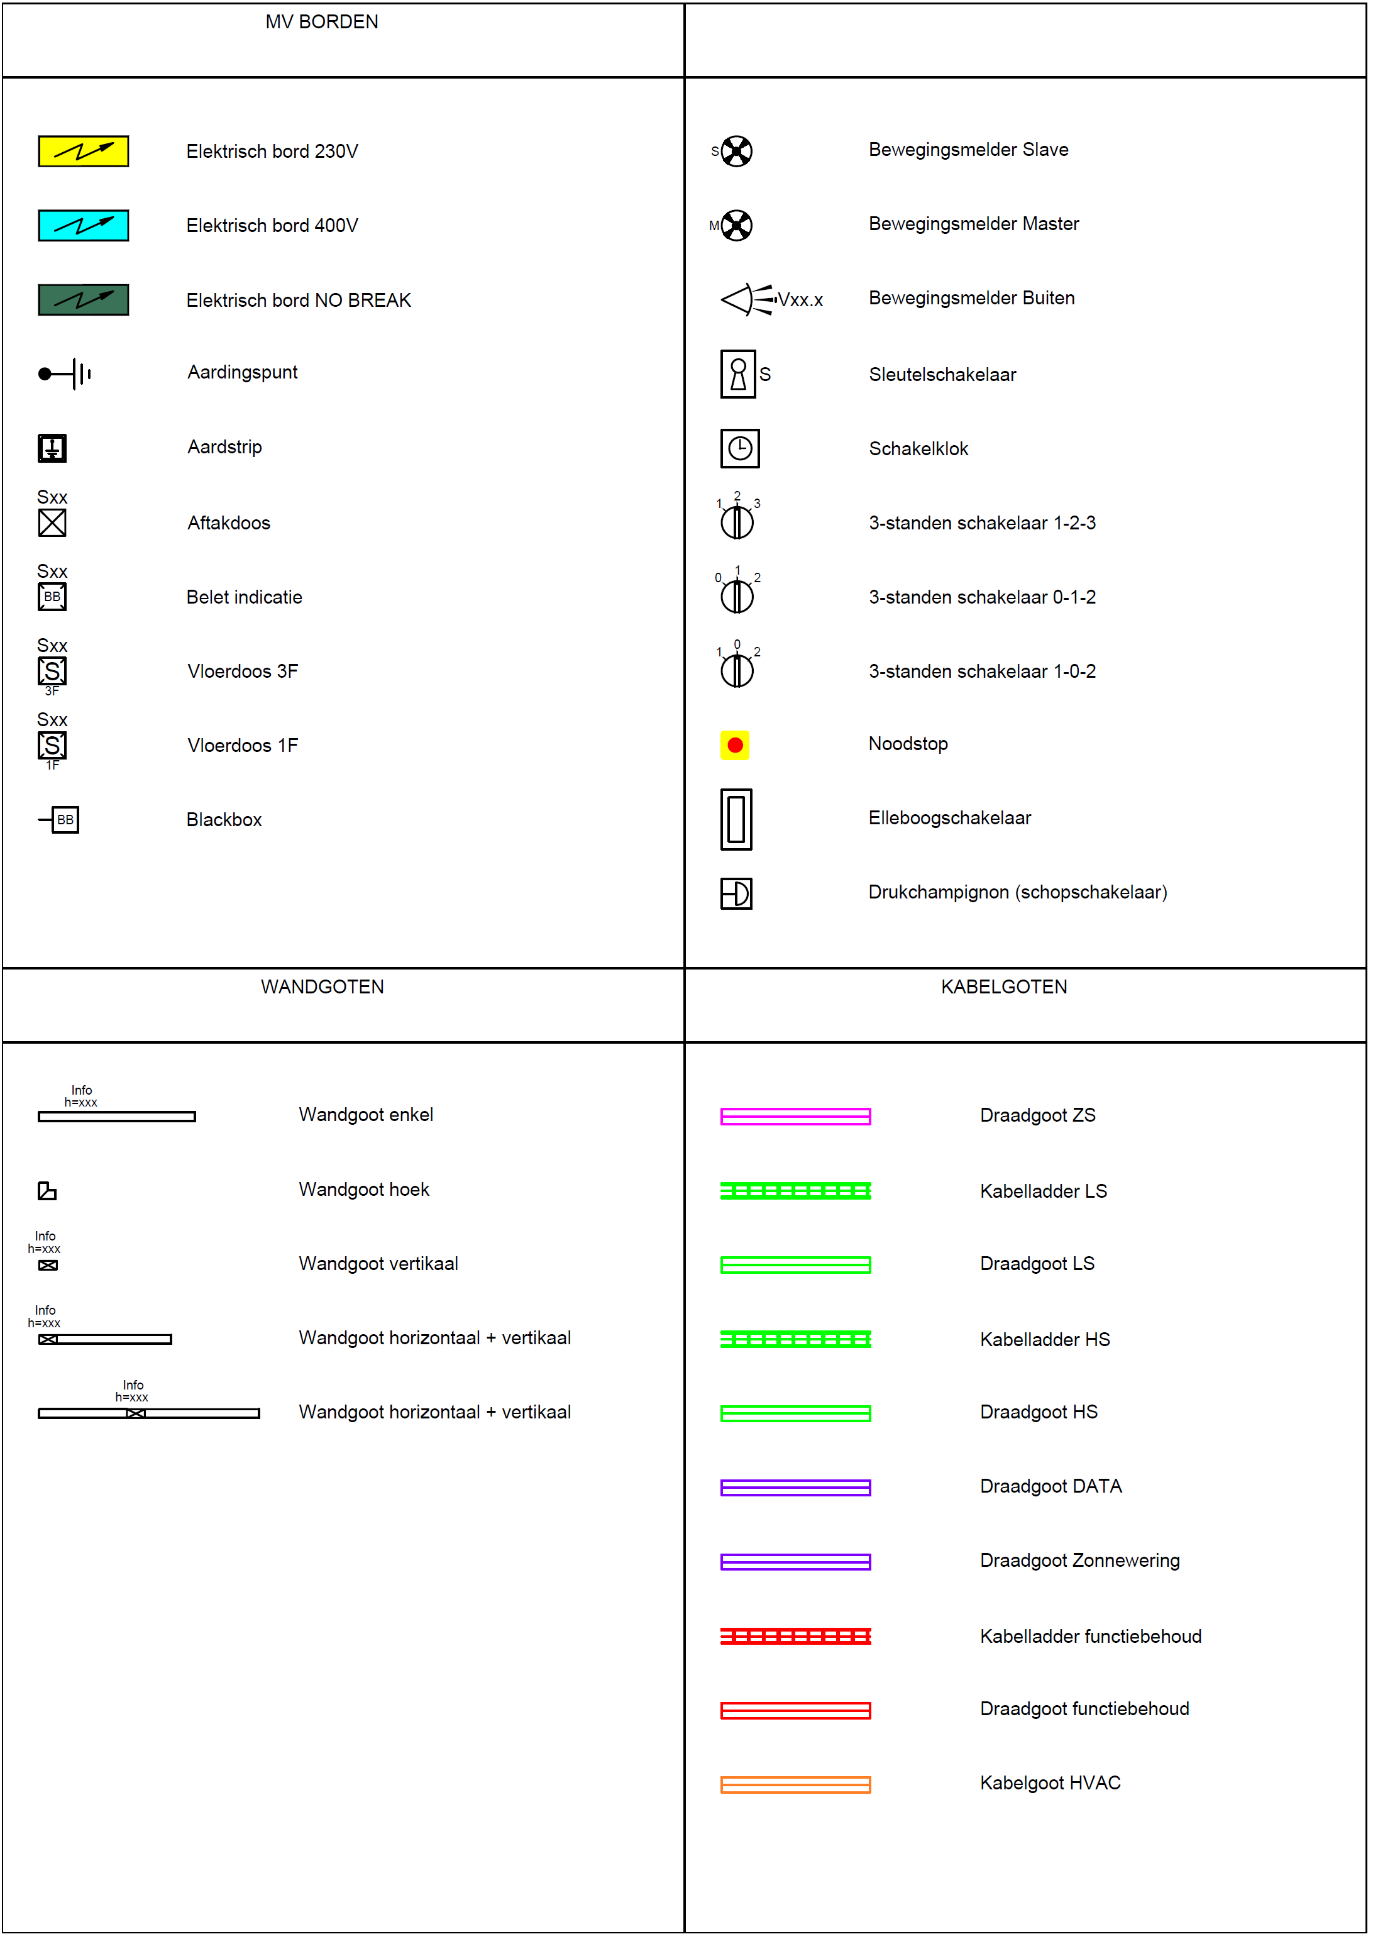 MV BORDEN
Elektrisch bord 230V
Elektrisch bord 400V
Elektrisch bord NO BREAK
Aardingspunt
Aardstrip
Sxx
Aftakdoos
Sxx
BB
Belet indicatie
Sxx
S
3F
Vloerdoos 3F
Sxx
S
1F
Vloerdoos 1F
BB
Blackbox
S
Bewegingsmelder Slave
M
Bewegingsmelder Master
Vxx.x
Bewegingsmelder Buiten
S
Sleutelschakelaar
Schakelklok
1 2 3
3-standen schakelaar 1-2-3
0 1 2
3-standen schakelaar 0-1-2
1 0 2
3-standen schakelaar 1-0-2
Noodstop
Elleboogschakelaar
Drukchampignon (schopschakelaar)
WANDGOTEN
Info
h=xxx
Wandgoot enkel
Wandgoot hoek
Info
h=xxx
Wandgoot vertikaal
Info
h=xxx
Wandgoot horizontaal + vertikaal
Info
h=xxx
Wandgoot horizontaal + vertikaal
KABELGOTEN
Draadgoot ZS
Kabelladder LS
Draadgoot LS
Kabelladder HS
Draadgoot HS
Draadgoot DATA
Draadgoot Zonnewering
Kabelladder functiebehoud
Draadgoot functiebehoud
Kabelgoot HVAC